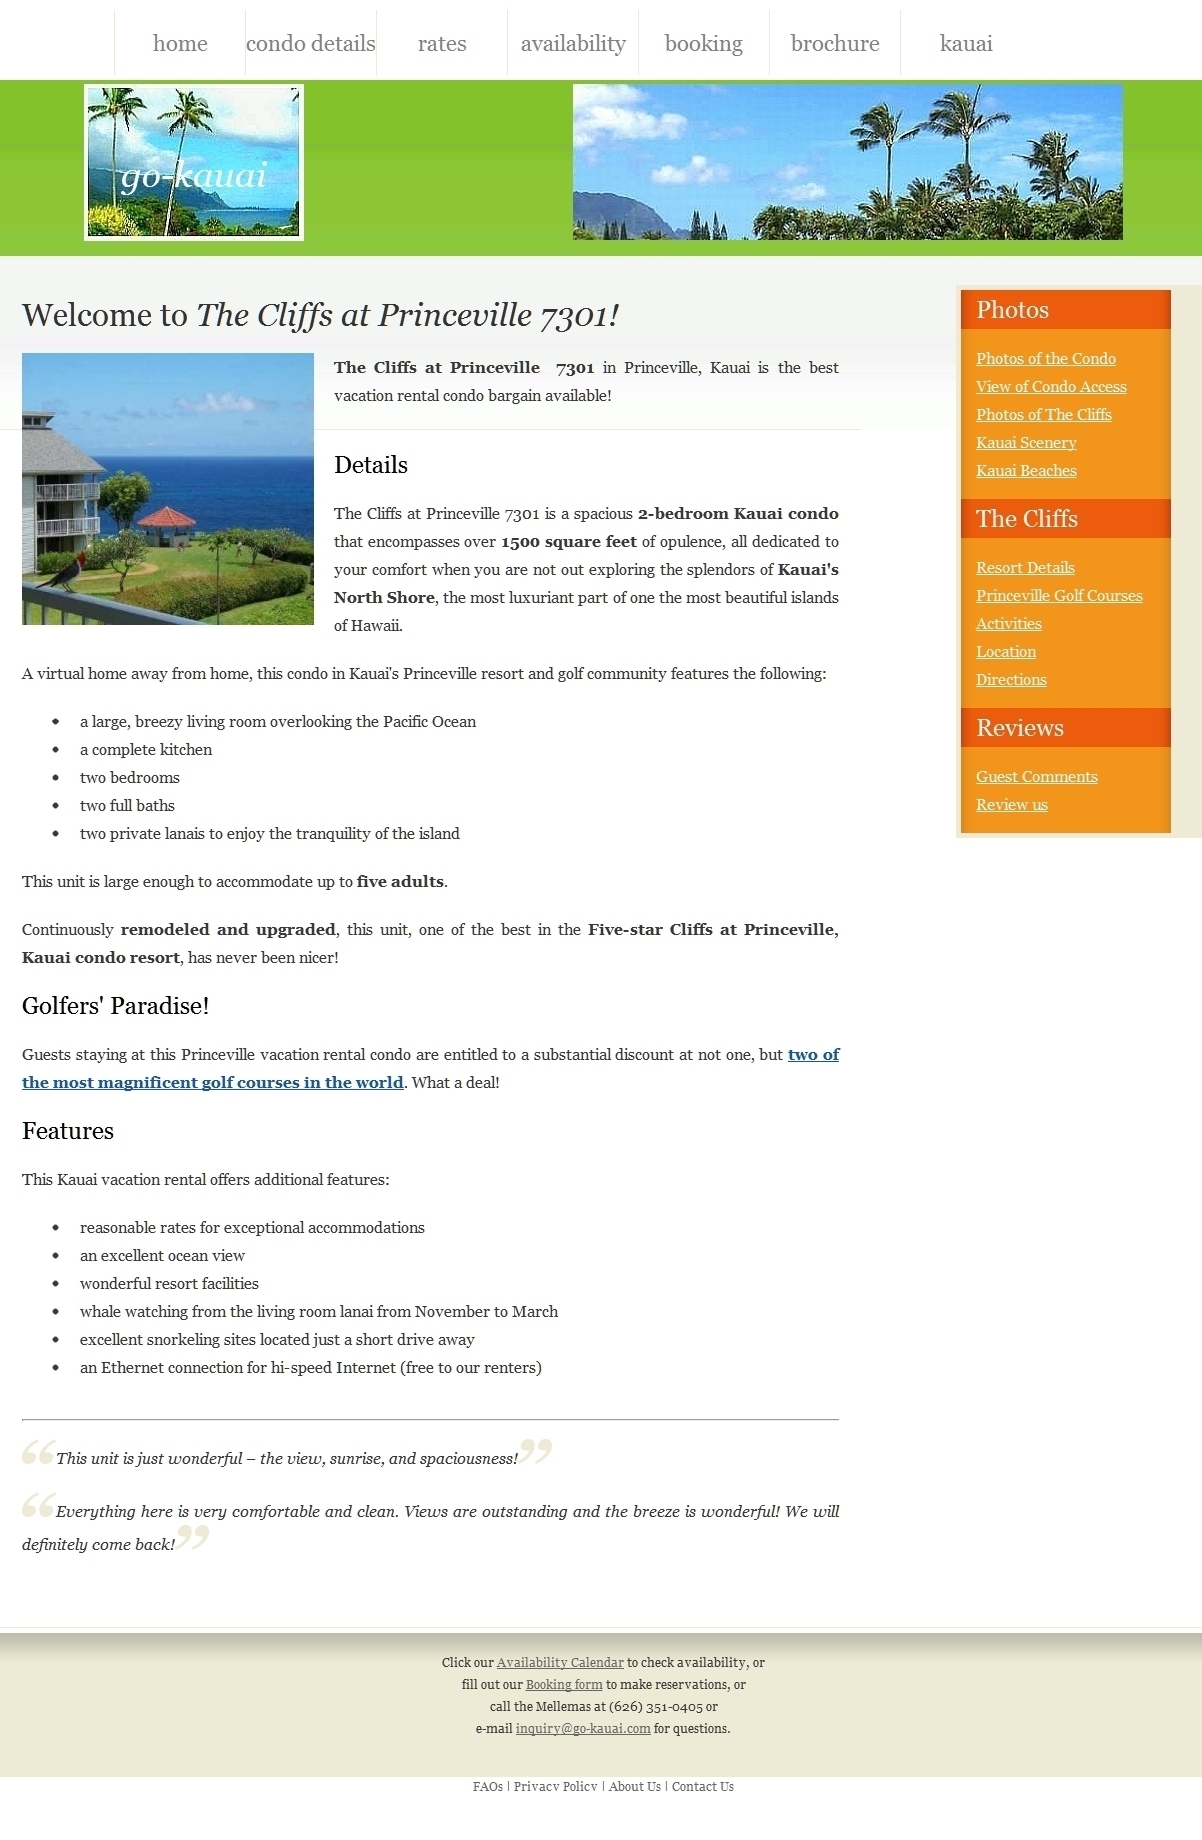 home condo details rates availability booking brochure kauai
go-kauai
Welcome to The Cliffs at Princeville 7301!
The Cliffs at Princeville 7301 in Princeville, Kauai is the best
vacation rental condo bargain available!
Details
The Cliffs at Princeville 7301 is a spacious 2-bedroom Kauai condo
that encompasses over 1500 square feet of opulence, all dedicated to
your comfort when you are not out exploring the splendors of Kauai's
North Shore, the most luxuriant part of one the most beautiful islands
of Hawaii.
A virtual home away from home, this condo in Kauai's Princeville resort and golf community features the following:
• a large, breezy living room overlooking the Pacific Ocean
• a complete kitchen
• two bedrooms
• two full baths
• two private lanais to enjoy the tranquility of the island
This unit is large enough to accommodate up to five adults.
Continuously remodeled and upgraded, this unit, one of the best in the Five-star Cliffs at Princeville,
Kauai condo resort, has never been nicer!
Golfers' Paradise!
Guests staying at this Princeville vacation rental condo are entitled to a substantial discount at not one, but two of
the most magnificent golf courses in the world. What a deal!
Features
This Kauai vacation rental offers additional features:
• reasonable rates for exceptional accommodations
• an excellent ocean view
• wonderful resort facilities
• whale watching from the living room lanai from November to March
• excellent snorkeling sites located just a short drive away
• an Ethernet connection for hi-speed Internet (free to our renters)
“This unit is just wonderful – the view, sunrise, and spaciousness!”
“Everything here is very comfortable and clean. Views are outstanding and the breeze is wonderful! We will
definitely come back!”
Photos
Photos of the Condo
View of Condo Access
Photos of The Cliffs
Kauai Scenery
Kauai Beaches
The Cliffs
Resort Details
Princeville Golf Courses
Activities
Location
Directions
Reviews
Guest Comments
Review us
Click our Availability Calendar to check availability, or
fill out our Booking form to make reservations, or
call the Mellemas at (626) 351-0405 or
e-mail inquiry@go-kauai.com for questions.
FAQs | Privacy Policy | About Us | Contact Us